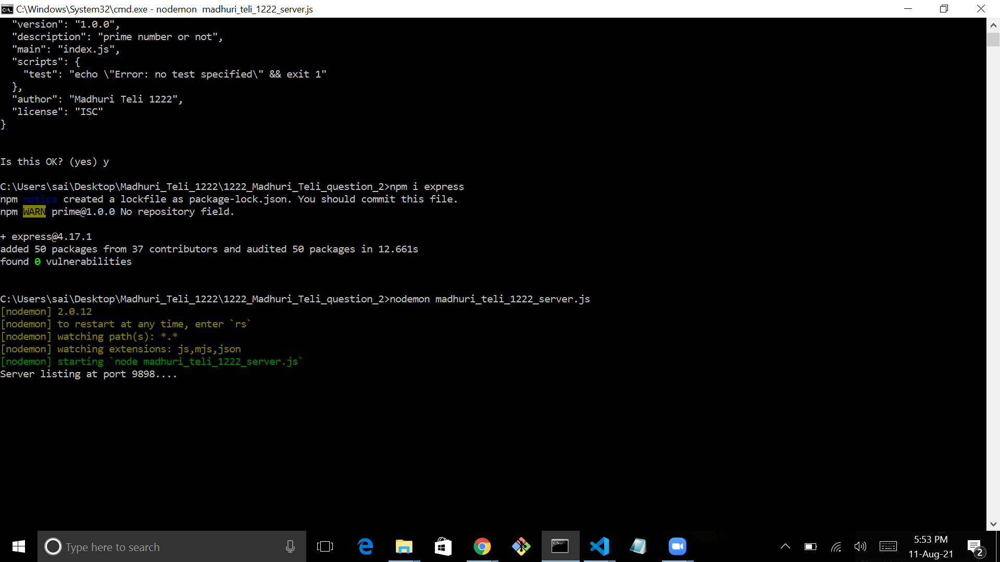 C:\Windows\System32\cmd.exe - nodemon  madhuri_teli_1222_server.js
  "version": "1.0.0",
  "description": "prime number or not",
  "main": "index.js",
  "scripts": {
    "test": "echo \"Error: no test specified\" && exit 1"
  },
  "author": "Madhuri Teli 1222",
  "license": "ISC"
}
Is this OK? (yes) y
C:\Users\sai\Desktop\Madhuri_Teli_1222\1222_Madhuri_Teli_question_2>npm i express
npm notice created a lockfile as package-lock.json. You should commit this file.
npm WARN prime@1.0.0 No repository field.
+ express@4.17.1
added 50 packages from 37 contributors and audited 50 packages in 12.661s
found 0 vulnerabilities
C:\Users\sai\Desktop\Madhuri_Teli_1222\1222_Madhuri_Teli_question_2>nodemon madhuri_teli_1222_server.js
[nodemon] 2.0.12
[nodemon] to restart at any time, enter `rs`
[nodemon] watching path(s): *.*
[nodemon] watching extensions: js,mjs,json
[nodemon] starting `node madhuri_teli_1222_server.js`
Server listing at port 9898....
Type here to search
5:53 PM
11-Aug-21
2